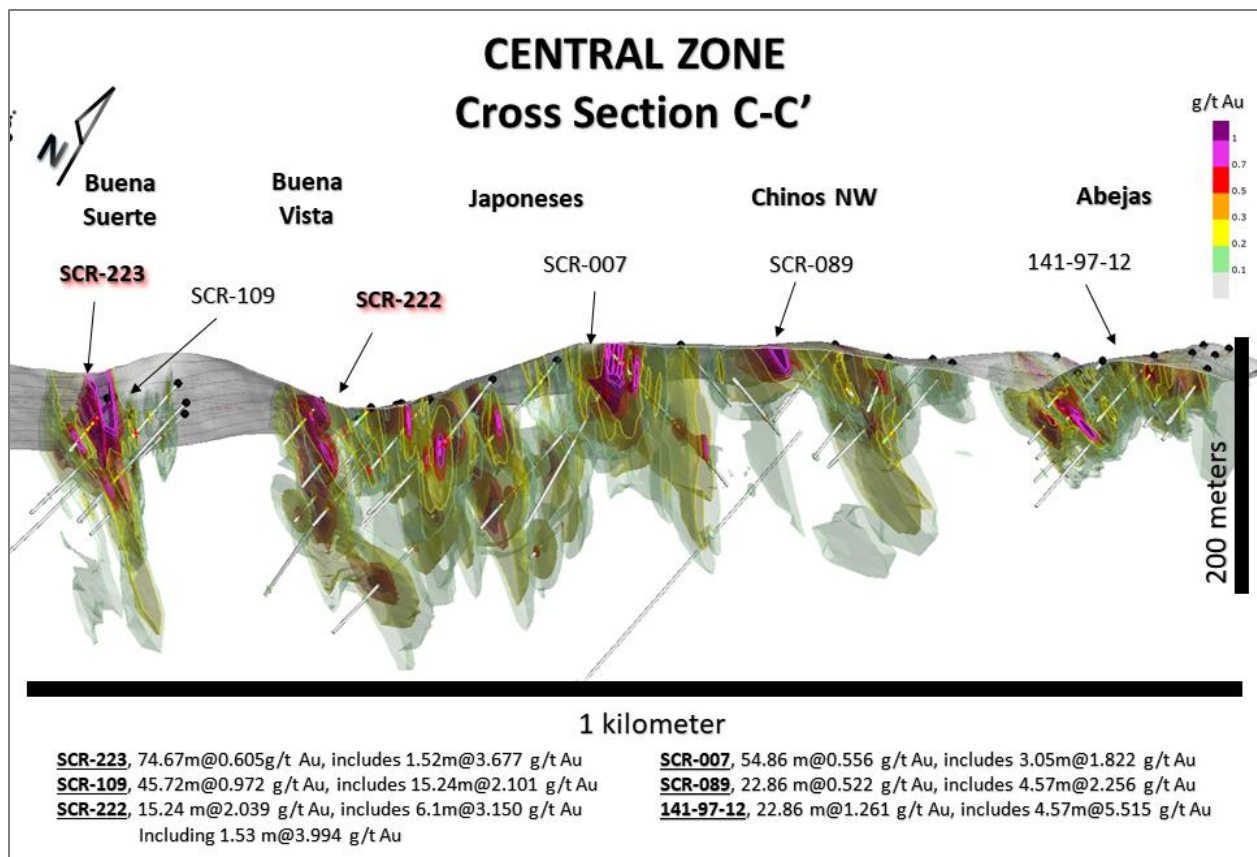 CENTRAL ZONE
Cross Section C-C’
g/t Au
N
1
0.7
0.5
0.3
0.2
0.1
Buena
Suerte
Buena
Vista
Japoneses
Chinos NW
Abejas
SCR-223
SCR-109
SCR-222
SCR-007
SCR-089
141-97-12
200 meters
1 kilometer
SCR-223, 74.67m@0.605g/t Au, includes 1.52m@3.677 g/t Au
SCR-109, 45.72m@0.972 g/t Au, includes 15.24m@2.101 g/t Au
SCR-222, 15.24 m@2.039 g/t Au, includes 6.1m@3.150 g/t Au
Including 1.53 m@3.994 g/t Au
SCR-007, 54.86 m@0.556 g/t Au, includes 3.05m@1.822 g/t Au
SCR-089, 22.86 m@0.522 g/t Au, includes 4.57m@2.256 g/t Au
141-97-12, 22.86 m@1.261 g/t Au, includes 4.57m@5.515 g/t Au